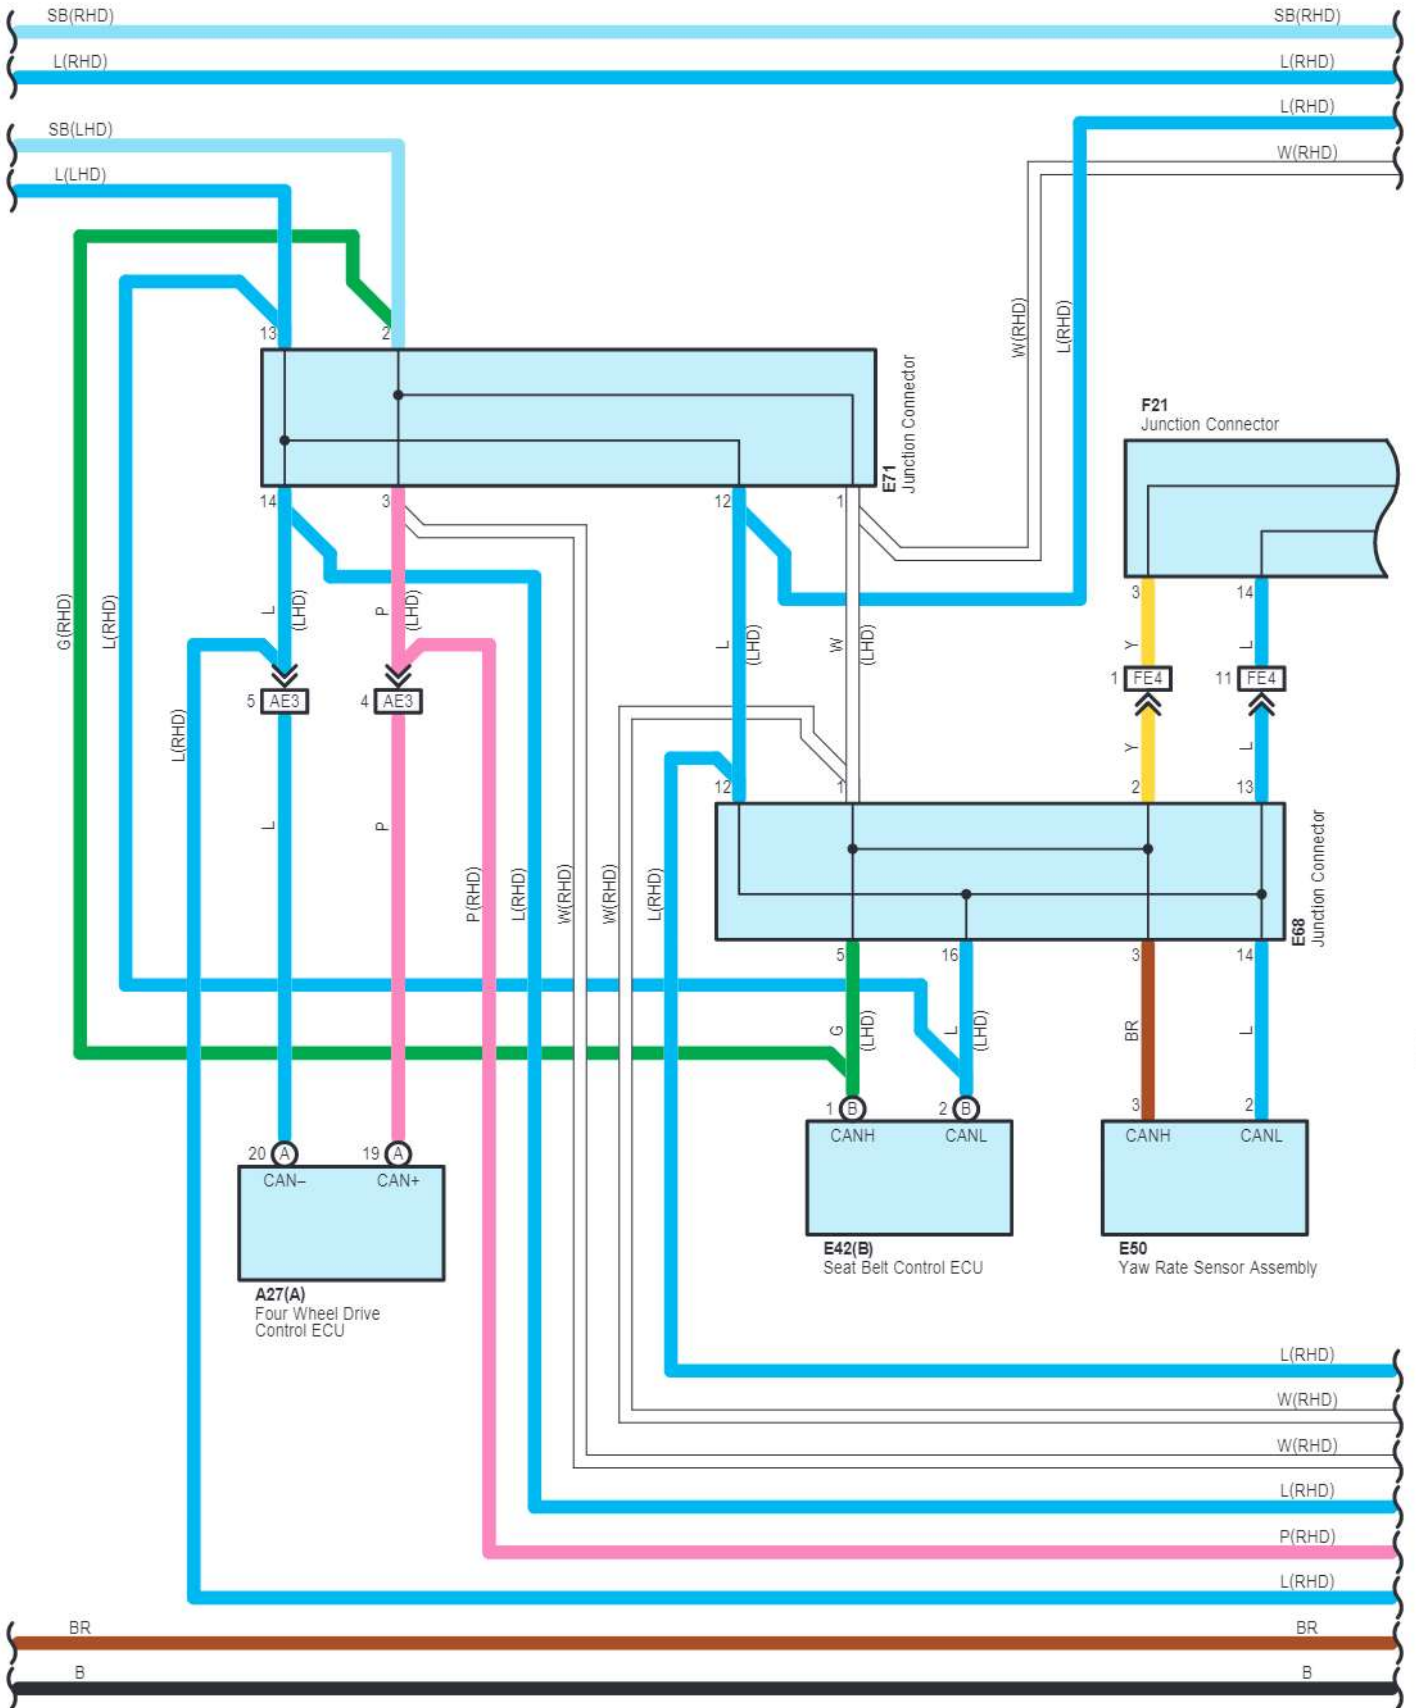 SB(RHD)
SB(RHD)
L(RHD)
L(RHD)
L(RHD)
SB(LHD)
W(RHD)
L(LHD)
13
2
W(RHD)
L(RHD)
E71
Junction Connector
F21
Junction Connector
14
3
12
1
3
14
G(RHD)
L(RHD)
L
(LHD)
P
(LHD)
L
(LHD)
W
(LHD)
Y
L
5
AE3
4
AE3
1
FE4
11
FE4
L(RHD)
Y
L
12
1
2
13
L
P
P(RHD)
L(RHD)
W(RHD)
W(RHD)
L(RHD)
E68
Junction Connector
5
16
3
14
G
(LHD)
L
(LHD)
BR
L
1
B
2
B
3
2
CANH
CANL
CANH
CANL
20
A
19
A
CAN–
CAN+
E42(B)
Seat Belt Control ECU
E50
Yaw Rate Sensor Assembly
A27(A)
Four Wheel Drive
Control ECU
L(RHD)
W(RHD)
W(RHD)
L(RHD)
P(RHD)
L(RHD)
BR
BR
B
B